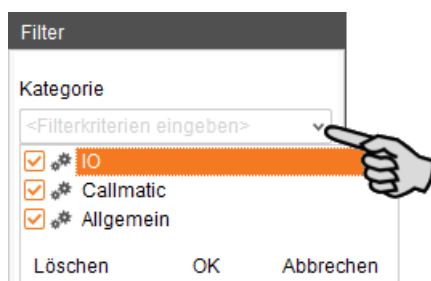 Filter
Kategorie
<Filterkriterien eingeben>
IO
Callmatic
Allgemein
Löschen OK Abbrechen